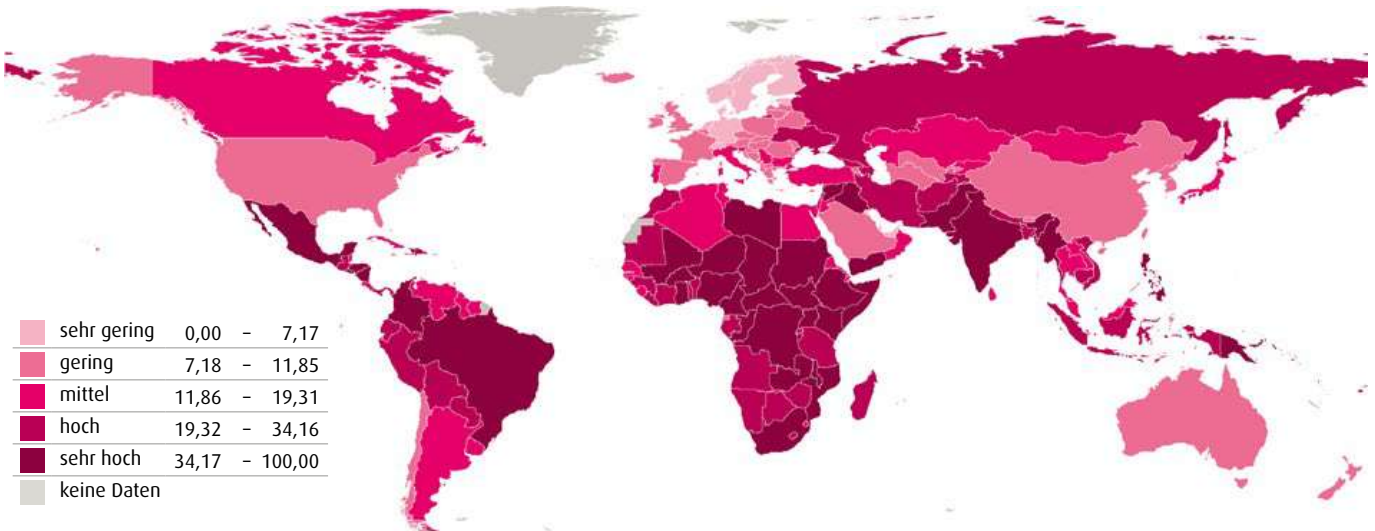 sehr gering 0,00 – 7,17
gering 7,18 – 11,85
mittel 11,86 – 19,31
hoch 19,32 – 34,16
sehr hoch 34,17 – 100,00
keine Daten